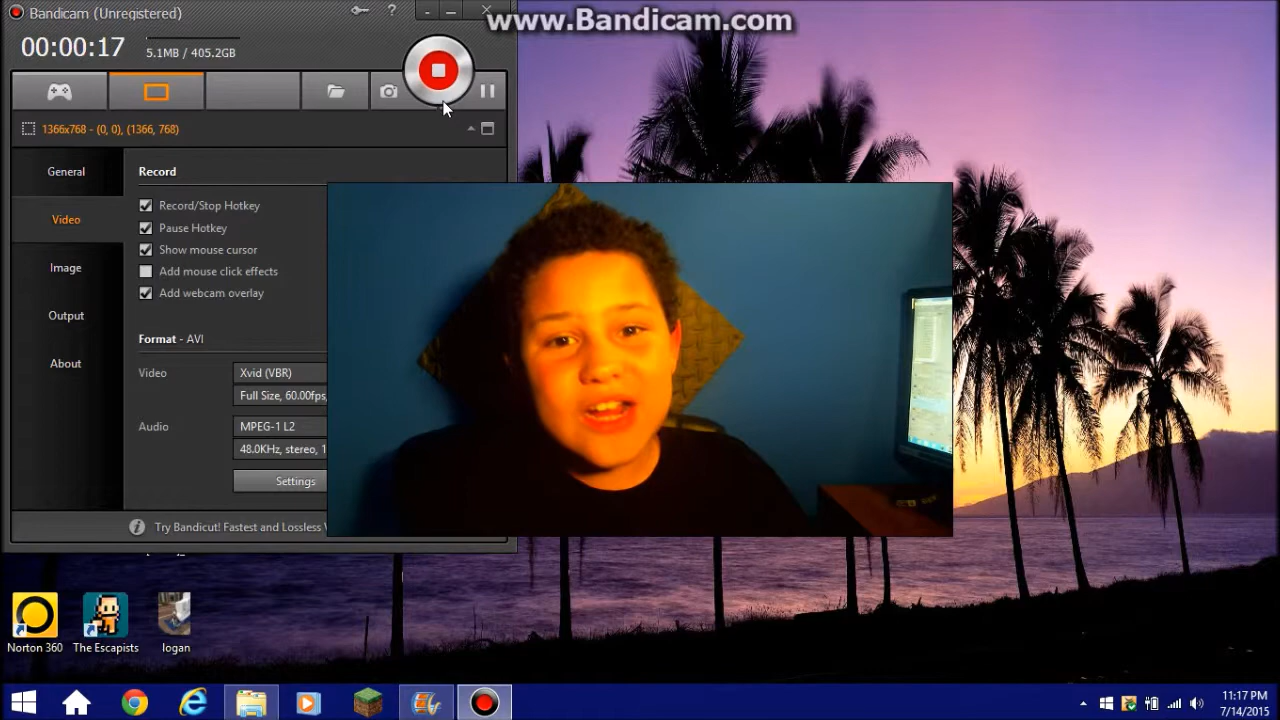 Bandicam (Unregistered)
www.Bandicam.com
00:00:17
5.1MB / 405.2GB
1366x768 - (0, 0), (1366, 768)
General
Video
Image
Output
About
Record
Record/Stop Hotkey
Pause Hotkey
Show mouse cursor
Add mouse click effects
Add webcam overlay
Format - AVI
Video
Xvid (VBR)
Full Size, 60.00fps,
Audio
MPEG-1 L2
48.0KHz, stereo, 1
Settings
Try Bandicut! Fastest and Lossless
Norton 360
The Escapists
logan
11:17 PM
7/14/2015